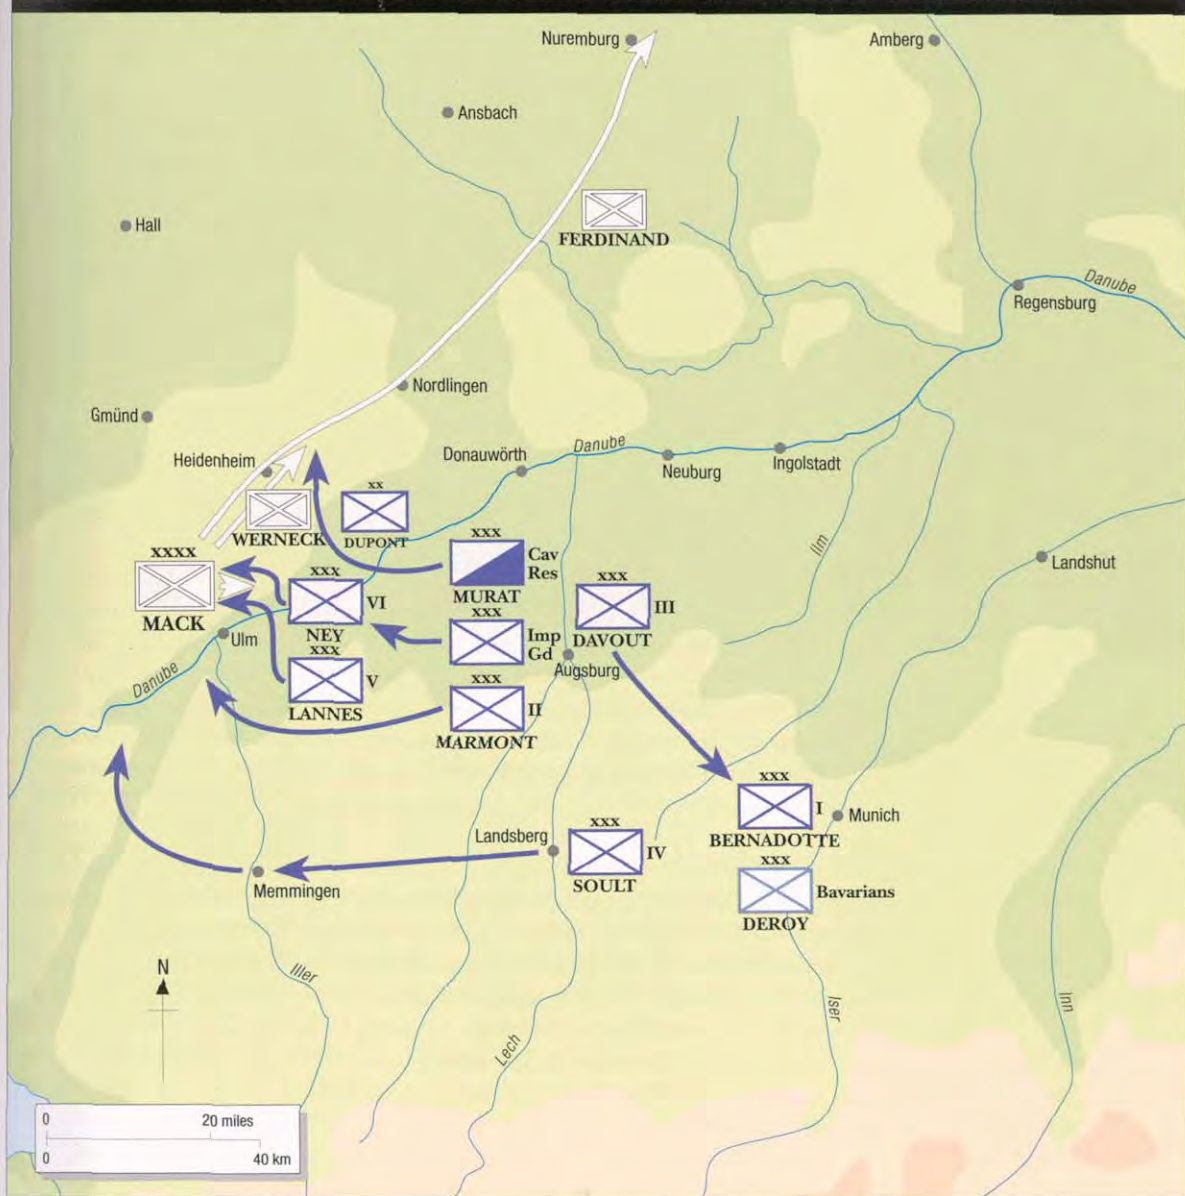 Nuremburg
Amberg
Ansbach
Hall
FERDINAND
Danube
Regensburg
Nordlingen
Gmünd
Heidenheim
Donauwörth
Danube
Neuburg
Ingolstadt
WERNECK
xx
DUPONT
xxx
Cav
Res
MURAT
Ilm
Landshut
xxxx
MACK
xxx
VI
NEY
xxx
Imp
Gd
xxx
III
DAVOUT
Ulm
Augsburg
Danube
xxx
V
LANNES
xxx
II
MARMONT
xxx
I
BERNADOTTE
Munich
Landsberg
xxx
IV
SOULT
xxx
Bavarians
DEROY
Memmingen
N
Iller
Lech
Iser
Inn
0
20 miles
0
40 km